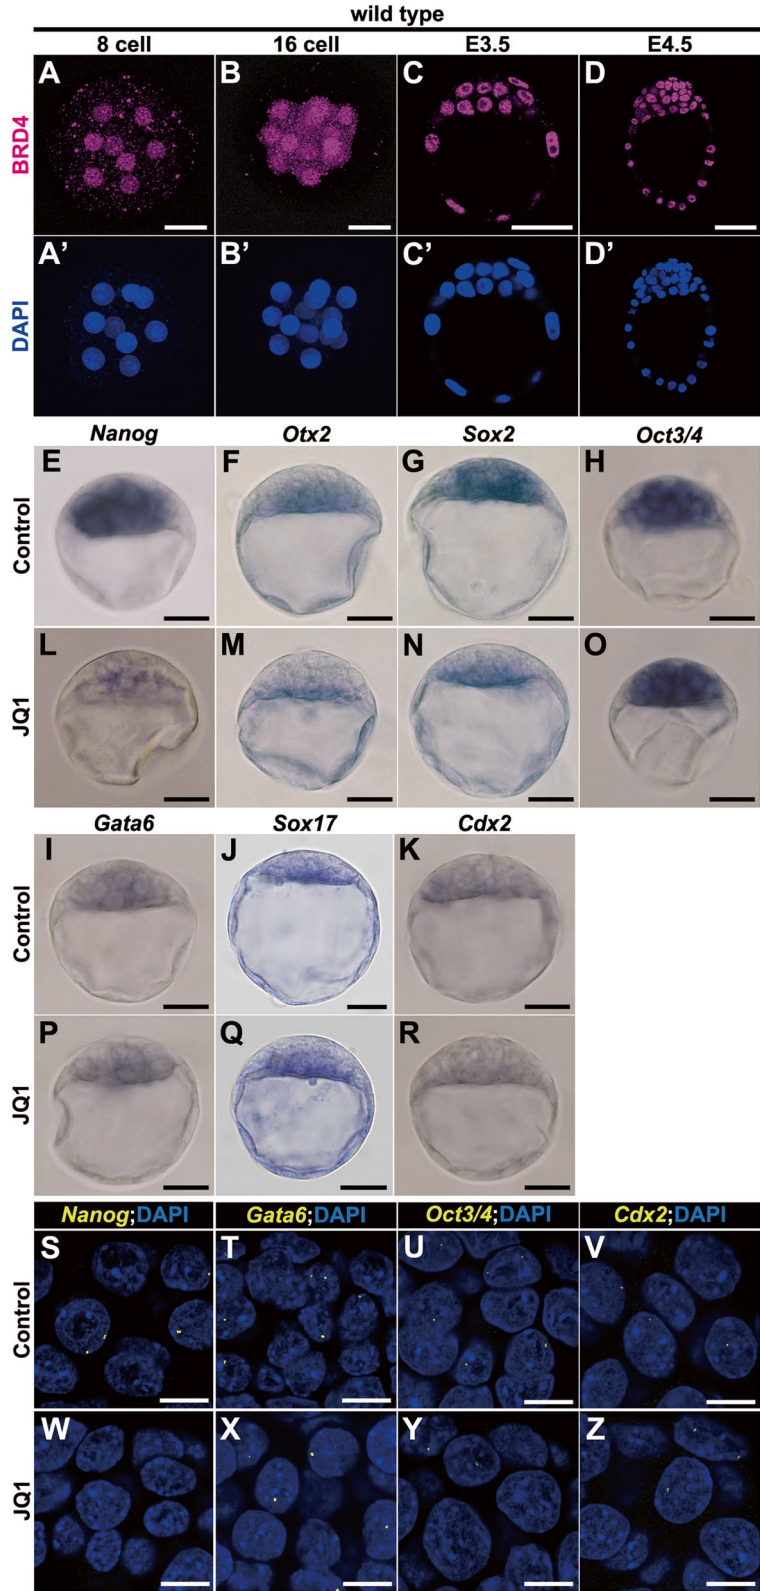 wild type
8 cell 16 cell E3.5 E4.5
BRD4
A B C D
DAPI
A' B' C' D'
Nanog Otx2 Sox2 Oct3/4
Control
E F G H
JQ1
L M N O
Gata6 Sox17 Cdx2
Control
I J K
JQ1
P Q R
Nanog;DAPI Gata6;DAPI Oct3/4;DAPI Cdx2;DAPI
Control
S T U V
JQ1
W X Y Z